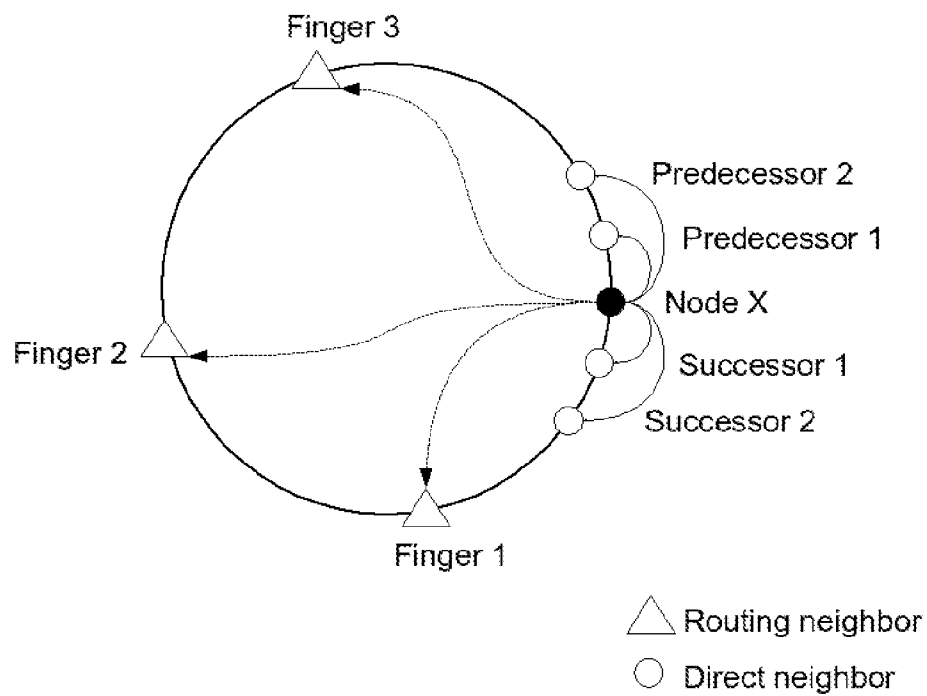 Finger 3
Predecessor 2
Predecessor 1
Node X
Finger 2
Successor 1
Successor 2
Finger 1
Routing neighbor
Direct neighbor